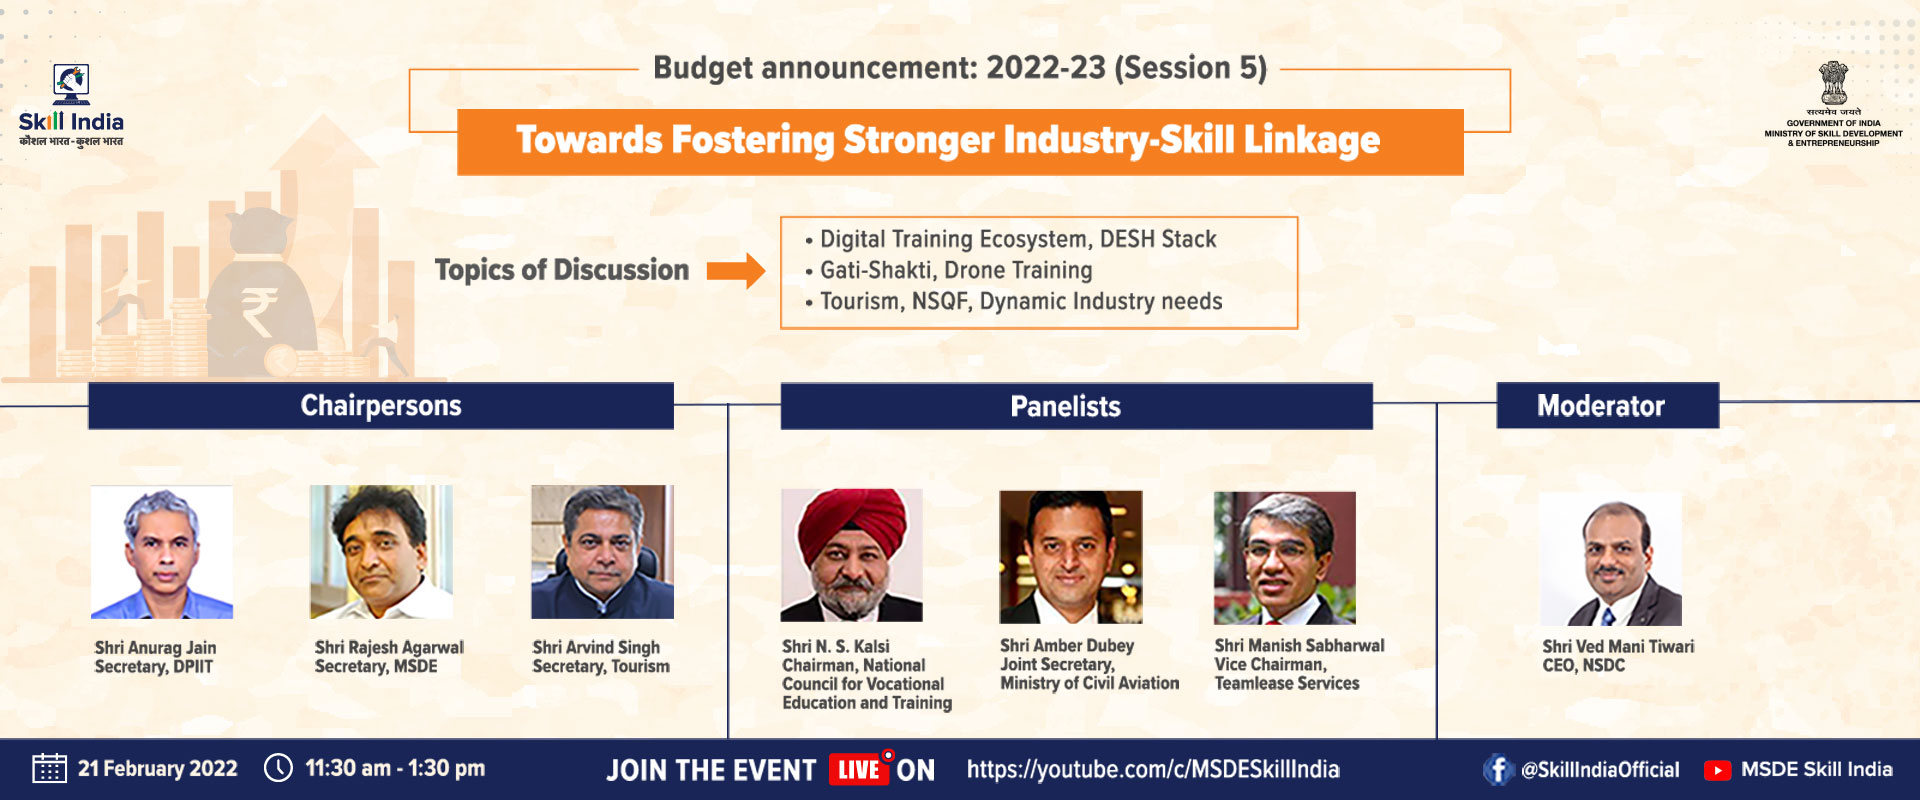 Budget announcement: 2022-23 (Session 5)
Skill India
कौशल भारत - कुशल भारत
Towards Fostering Stronger Industry-Skill Linkage
सत्यमेव जयते
GOVERNMENT OF INDIA
MINISTRY OF SKILL DEVELOPMENT
& ENTREPRENEURSHIP
Topics of Discussion
• Digital Training Ecosystem, DESH Stack
• Gati-Shakti, Drone Training
• Tourism, NSQF, Dynamic Industry needs
₹
Chairpersons
Shri Anurag Jain
Secretary, DPIIT
Shri Rajesh Agarwal
Secretary, MSDE
Shri Arvind Singh
Secretary, Tourism
Panelists
Shri N. S. Kalsi
Chairman, National
Council for Vocational
Education and Training
Shri Amber Dubey
Joint Secretary,
Ministry of Civil Aviation
Shri Manish Sabharwal
Vice Chairman,
Teamlease Services
Moderator
Shri Ved Mani Tiwari
CEO, NSDC
21 February 2022
11:30 am - 1:30 pm
JOIN THE EVENT LIVE ON
https://youtube.com/c/MSDESkillIndia
@SkillIndiaOfficial
MSDE Skill India